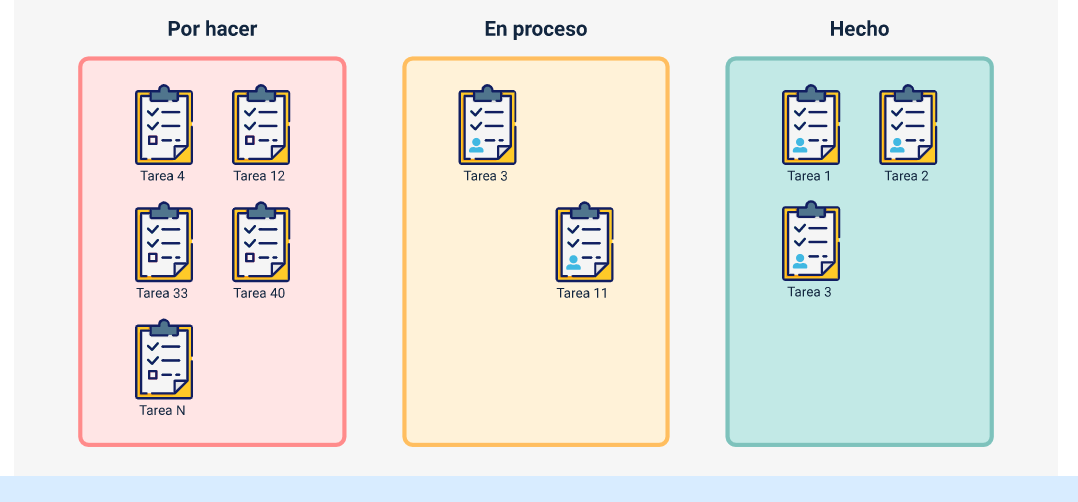 Por hacer
En proceso
Hecho
Tarea 4
Tarea 12
Tarea 3
Tarea 1
Tarea 2
Tarea 33
Tarea 40
Tarea 11
Tarea 3
Tarea N